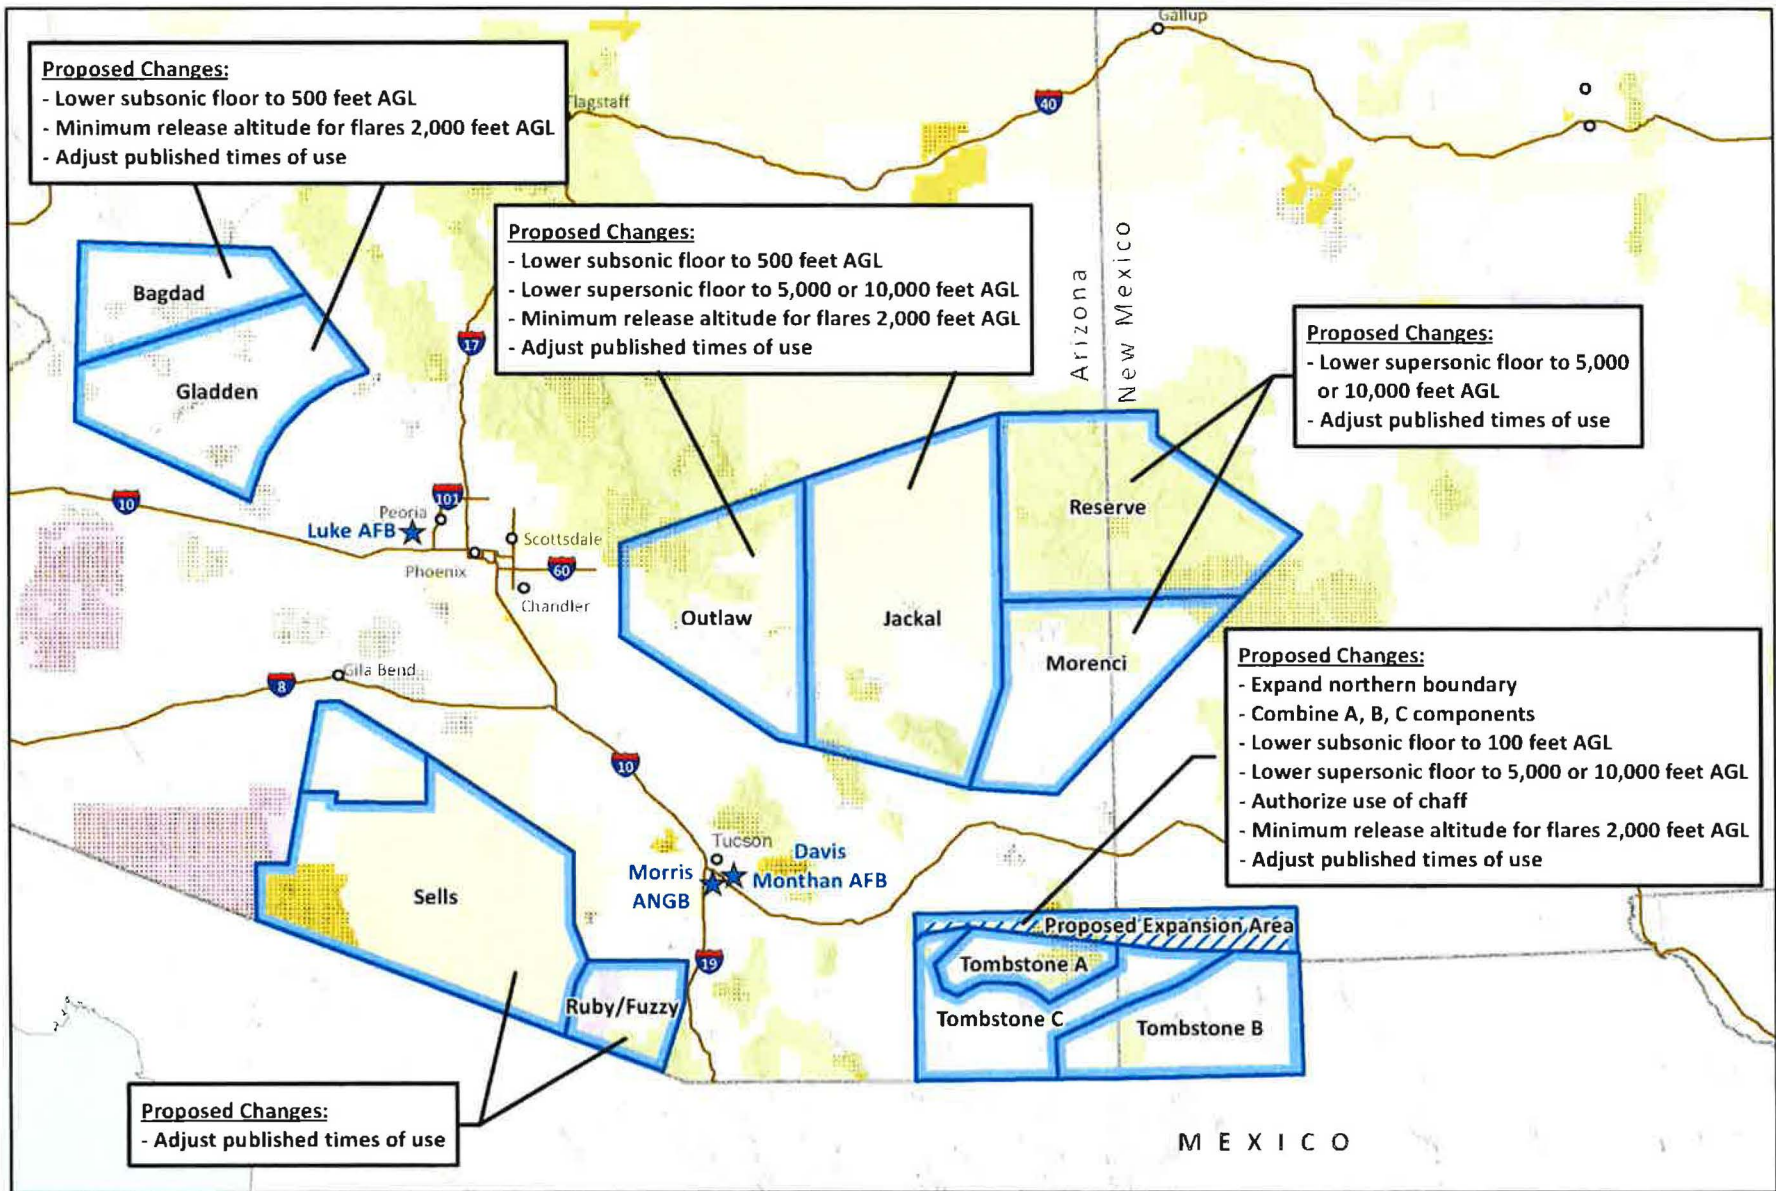 Gallup
Proposed Changes:
- Lower subsonic floor to 500 feet AGL
- Minimum release altitude for flares 2,000 feet AGL
- Adjust published times of use
Flagstaff
40
Proposed Changes:
- Lower subsonic floor to 500 feet AGL
- Lower supersonic floor to 5,000 or 10,000 feet AGL
- Minimum release altitude for flares 2,000 feet AGL
- Adjust published times of use
Arizona
New Mexico
Proposed Changes:
- Lower supersonic floor to 5,000
or 10,000 feet AGL
- Adjust published times of use
Bagdad
Gladden
17
10
101
Peoria
Luke AFB
Scottsdale
Phoenix
60
Chandler
Reserve
Outlaw
Jackal
Morenci
Gila Bend
8
10
Proposed Changes:
- Expand northern boundary
- Combine A, B, C components
- Lower subsonic floor to 100 feet AGL
- Lower supersonic floor to 5,000 or 10,000 feet AGL
- Authorize use of chaff
- Minimum release altitude for flares 2,000 feet AGL
- Adjust published times of use
Tucson
Davis
Monthan AFB
Morris
ANGB
Sells
19
Ruby/Fuzzy
Proposed Expansion Area
Tombstone A
Tombstone C
Tombstone B
Proposed Changes:
- Adjust published times of use
MEXICO